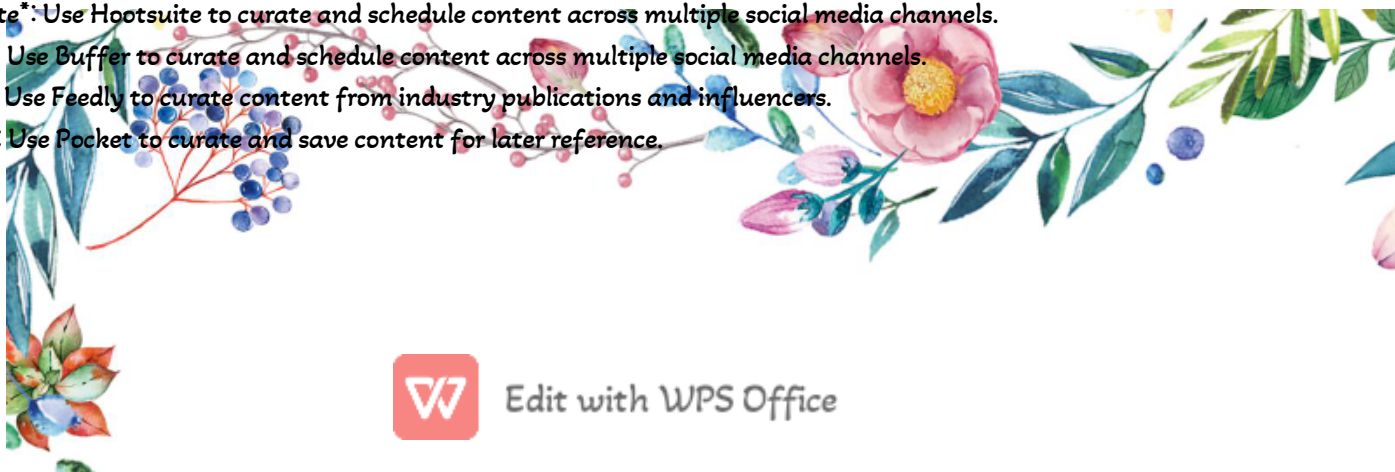 te*: Use Hootsuite to curate and schedule content across multiple social media channels.
Use Buffer to curate and schedule content across multiple social media channels.
Use Feedly to curate content from industry publications and influencers.
: Use Pocket to curate and save content for later reference.
Edit with WPS Office